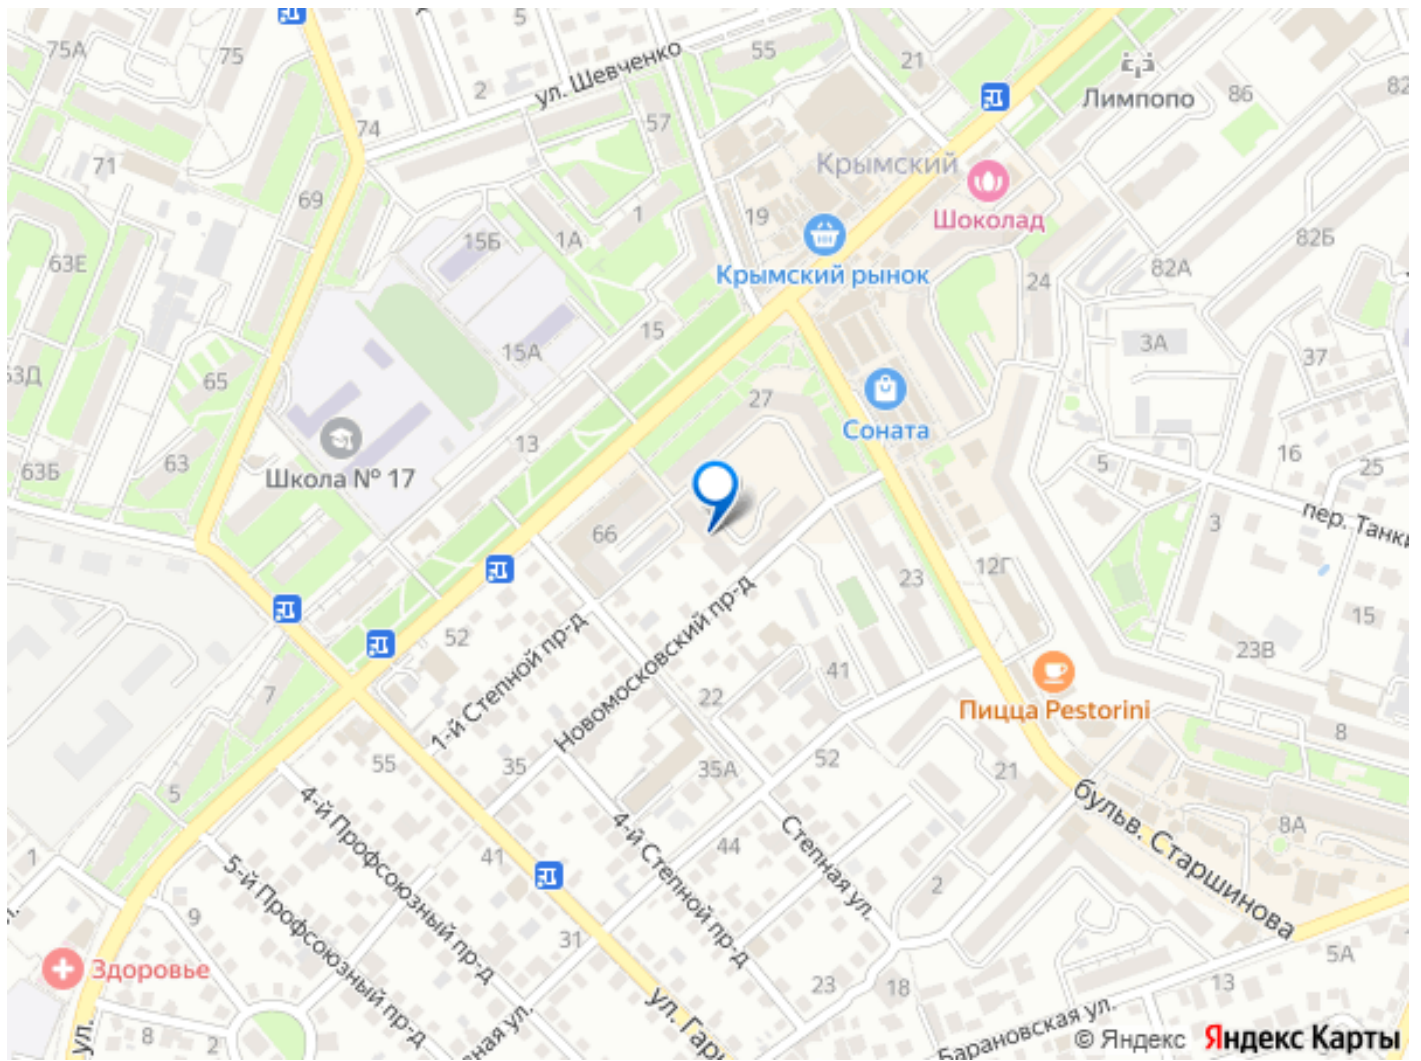 5
75А
75
55
21
ул. Шевченко
2
Лимпопо
86
82
74
57
71
Крымский
69
Шоколад
1
19
15Б
1А
82Б
63Е
Крымский рынок
82А
24
15
3А
15А
37
63Д
65
27
Соната
13
63Б
63
Школа № 17
16
25
5
66
3
пер. Танки
12Г
23
52
1-й Степной пр-д
Новомосковский пр-д
15
23В
41
7
22
Пицца Pestorini
8
55
35
35А
52
21
5
4-й Профсоюзный пр-д
4-й Степной пр-д
Степная ул.
бульв. Старшинова
8А
1
41
44
2
5-й Профсоюзный пр-д
9
31
5А
Здоровье
23
18
13
ул. Гар
ул.
8
2
пная ул.
Барановская ул.
© Яндекс Яндекс Карты